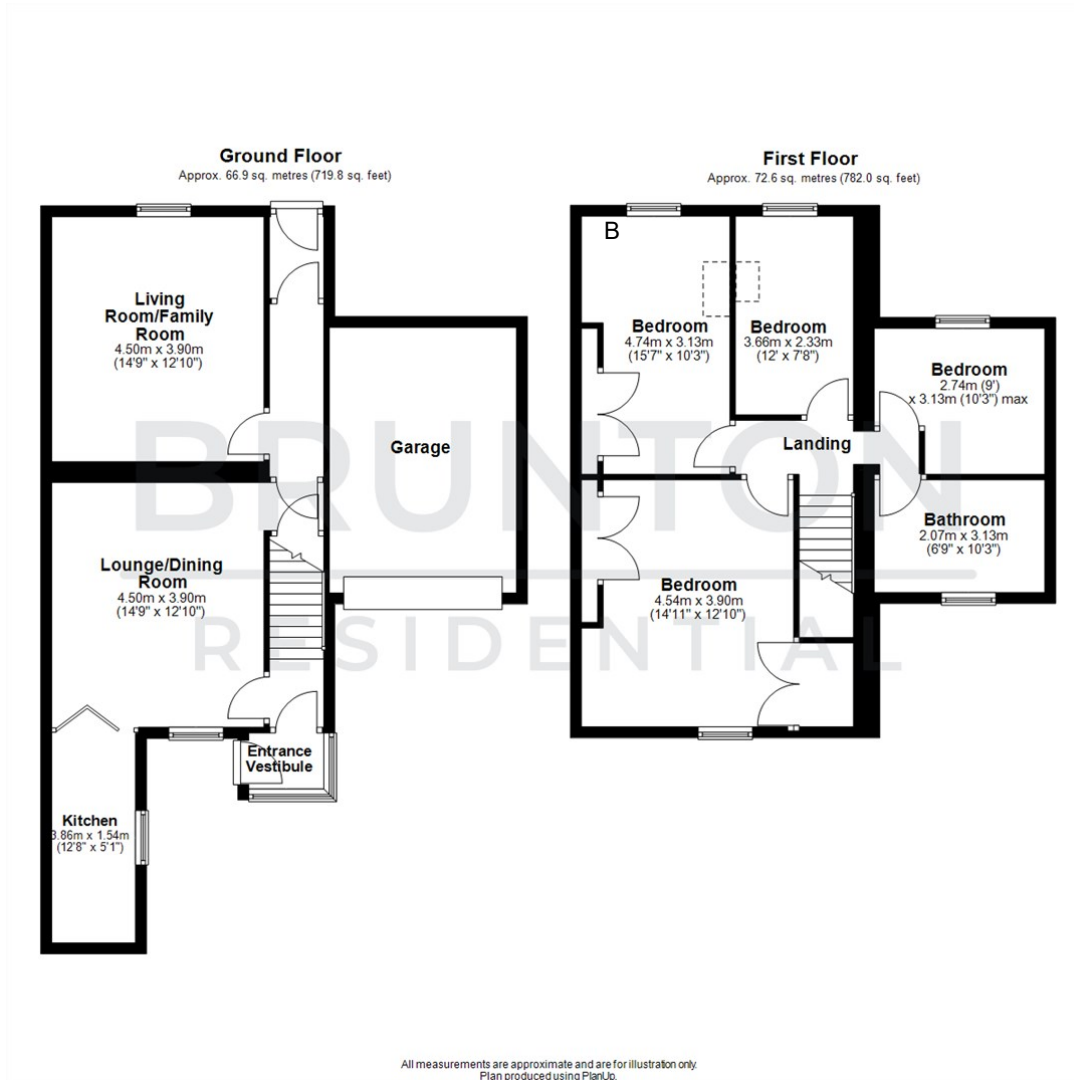 Ground Floor
Approx. 66.9 sq. metres (719.8 sq. feet)
Living
Room/Family
Room
4.50m x 3.90m
(14'9" x 12'10")
Garage
Lounge/Dining
Room
4.50m x 3.90m
(14'9" x 12'10")
Entrance
Vestibule
Kitchen
3.86m x 1.54m
(12'8" x 5'1")
First Floor
Approx. 72.6 sq. metres (782.0 sq. feet)
B
Bedroom
4.74m x 3.13m
(15'7" x 10'3")
Bedroom
3.66m x 2.33m
(12' x 7'8")
Bedroom
2.74m (9')
x 3.13m (10'3") max
Landing
Bathroom
2.07m x 3.13m
(6'9" x 10'3")
Bedroom
4.54m x 3.90m
(14'11" x 12'10")
BRUNTON
RESIDENTIAL
All measurements are approximate and are for illustration only.
Plan produced using PlanUp.